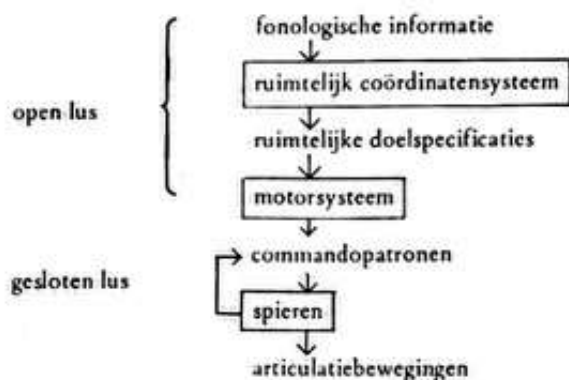 fonologische informatie
ruimtelijk coördinatensysteem
open lus
ruimtelijke doelspecificaties
motorsysteem
commandopatronen
gesloten lus
spieren
articulatiebewegingen